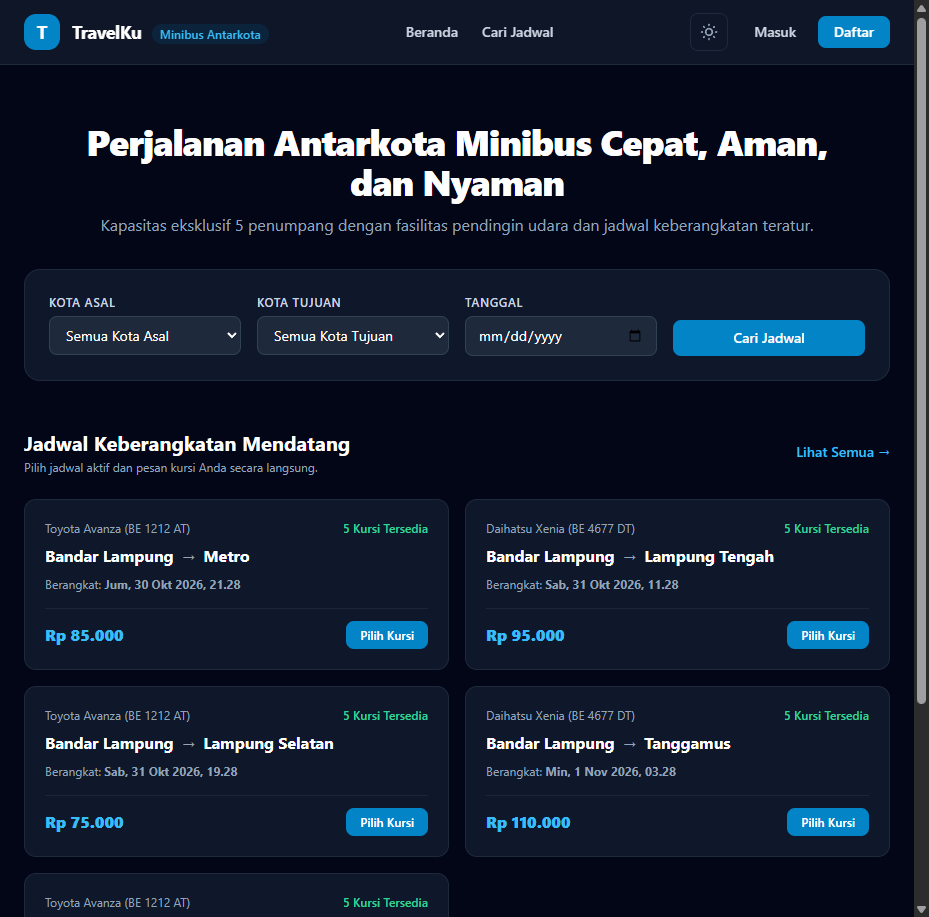 T TravelKu Minibus Antarkota Beranda Cari Jadwal Masuk Daftar
Perjalanan Antarkota Minibus Cepat, Aman,
dan Nyaman
Kapasitas eksklusif 5 penumpang dengan fasilitas pendingin udara dan jadwal keberangkatan teratur.
KOTA ASAL KOTA TUJUAN TANGGAL
Semua Kota Asal Semua Kota Tujuan mm/dd/yyyy Cari Jadwal
Jadwal Keberangkatan Mendatang
Pilih jadwal aktif dan pesan kursi Anda secara langsung.
Lihat Semua →
Toyota Avanza (BE 1212 AT) 5 Kursi Tersedia
Bandar Lampung → Metro
Berangkat: Jum, 30 Okt 2026, 21.28
Rp 85.000 Pilih Kursi
Daihatsu Xenia (BE 4677 DT) 5 Kursi Tersedia
Bandar Lampung → Lampung Tengah
Berangkat: Sab, 31 Okt 2026, 11.28
Rp 95.000 Pilih Kursi
Toyota Avanza (BE 1212 AT) 5 Kursi Tersedia
Bandar Lampung → Lampung Selatan
Berangkat: Sab, 31 Okt 2026, 19.28
Rp 75.000 Pilih Kursi
Daihatsu Xenia (BE 4677 DT) 5 Kursi Tersedia
Bandar Lampung → Tanggamus
Berangkat: Min, 1 Nov 2026, 03.28
Rp 110.000 Pilih Kursi
Toyota Avanza (BE 1212 AT) 5 Kursi Tersedia